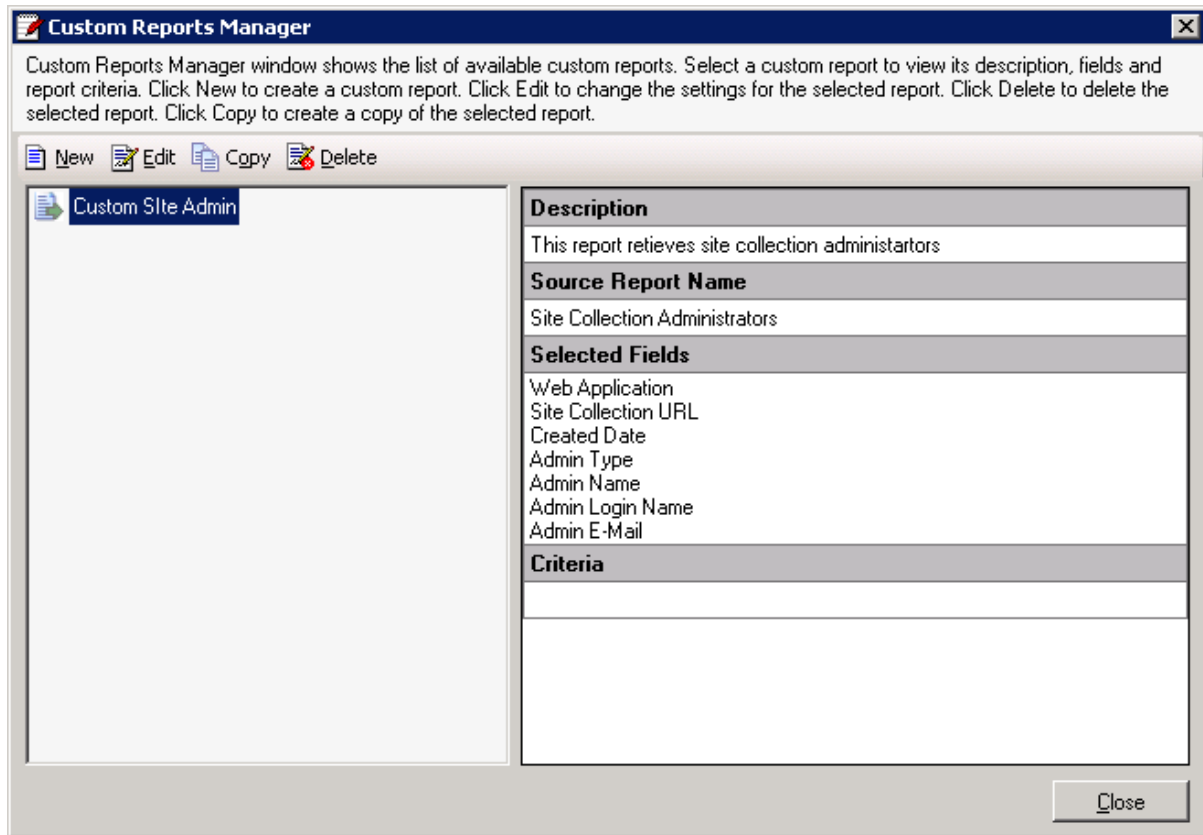 Custom Reports Manager
Custom Reports Manager window shows the list of available custom reports. Select a custom report to view its description, fields and
report criteria. Click New to create a custom report. Click Edit to change the settings for the selected report. Click Delete to delete the
selected report. Click Copy to create a copy of the selected report.
New Edit Copy Delete
Custom SIte Admin
Description
This report retieves site collection administartors
Source Report Name
Site Collection Administrators
Selected Fields
Web Application
Site Collection URL
Created Date
Admin Type
Admin Name
Admin Login Name
Admin E-Mail
Criteria
Close